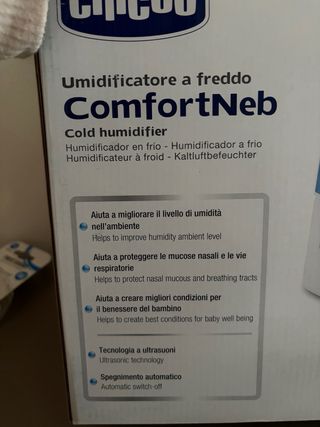 chicco
Umidificatore a freddo
ComfortNeb
Cold humidifier
Humidificador en frío - Humidificador a frio
Humidificateur à froid - Kaltluftbefeuchter
Aiuta a migliorare il livello di umidità
nell'ambiente
Helps to improve humidity ambient level
Aiuta a proteggere le mucose nasali e le vie
respiratorie
Helps to protect nasal mucous and breathing tracts
Aiuta a creare migliori condizioni per
il benessere del bambino
Helps to create best conditions for baby well being
Tecnologia a ultrasuoni
Ultrasonic technology
Spegnimento automatico
Automatic switch-off